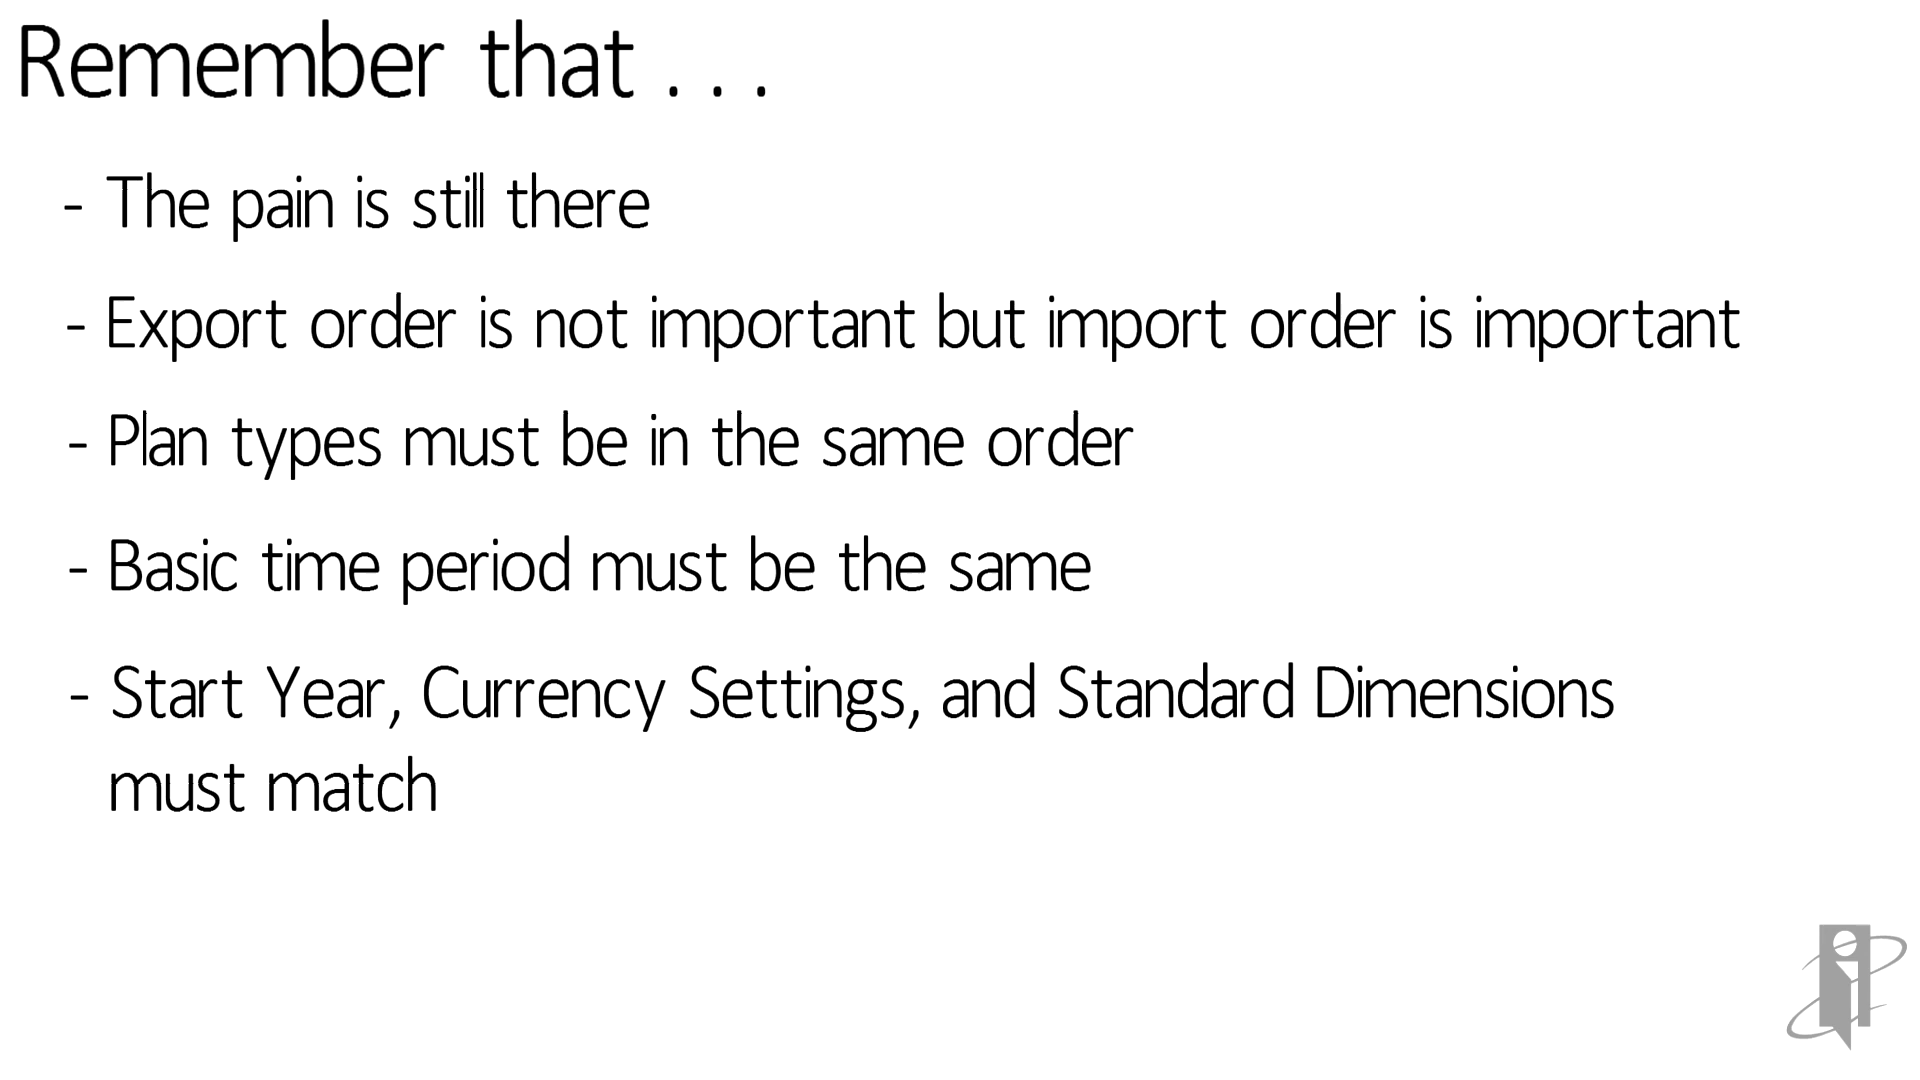 Remember that . . .
- The pain is still there
- Export order is not important but import order is important
- Plan types must be in the same order
- Basic time period must be the same
- Start Year, Currency Settings, and Standard Dimensions
must match